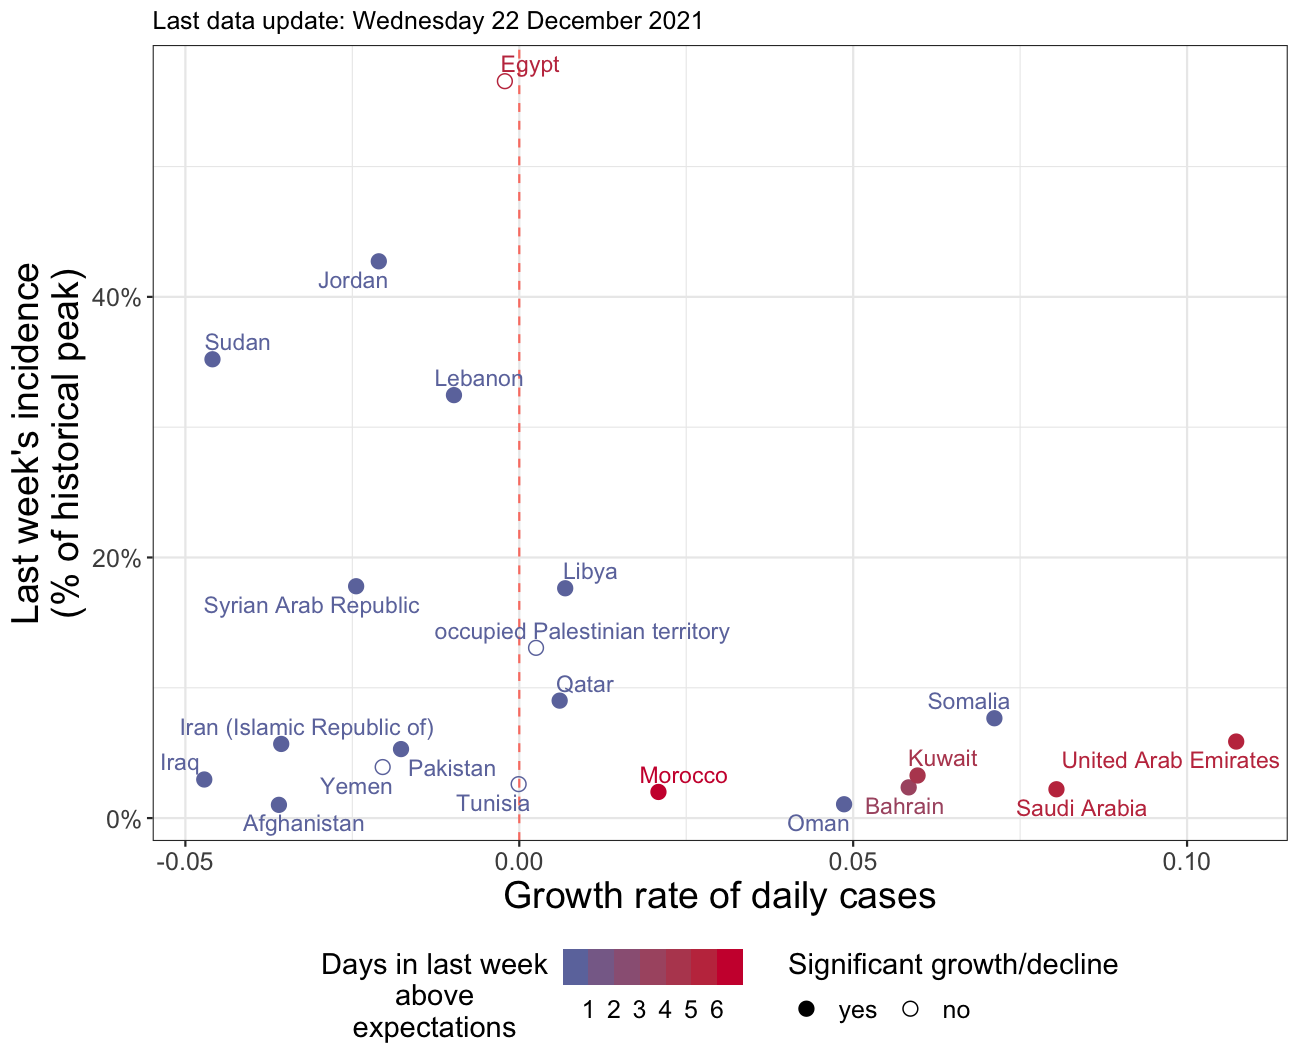 Last data update: Wednesday 22 December 2021
Egypt
Jordan
Last week's incidence
(% of historical peak)
40%
Sudan
Lebanon
20%
Libya
Syrian Arab Republic
occupied Palestinian territory
Qatar
Somalia
Iran (Islamic Republic of)
Iraq
Pakistan
Kuwait
United Arab Emirates
Yemen
Morocco
Tunisia
Bahrain
Saudi Arabia
0%
Afghanistan
Oman
-0.05 0.00 0.05 0.10
Growth rate of daily cases
Days in last week
above
expectations
1 2 3 4 5 6
Significant growth/decline
yes no